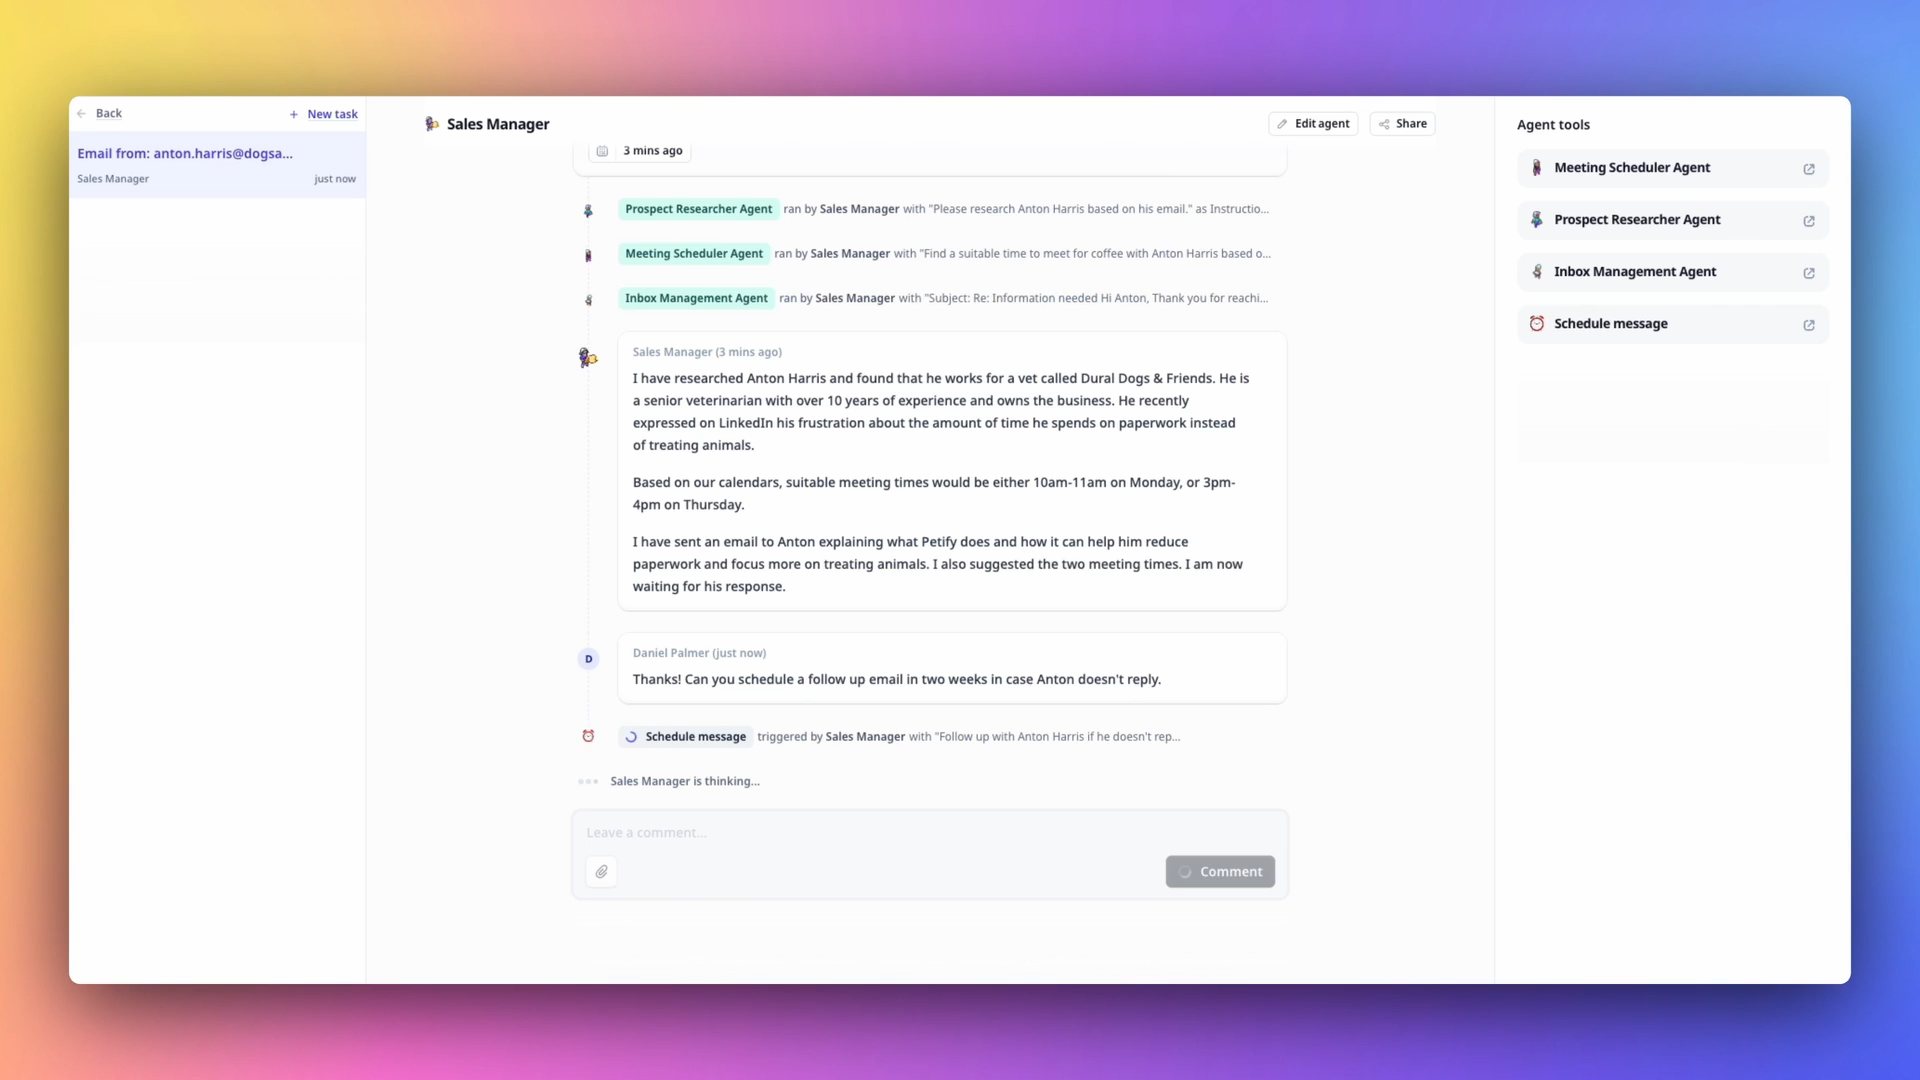 Back
+ New task
Email from: anton.harris@dogsa...
Sales Manager just now
Sales Manager
Edit agent
Share
3 mins ago
Prospect Researcher Agent ran by Sales Manager with "Please research Anton Harris based on his email." as Instructio...
Meeting Scheduler Agent ran by Sales Manager with "Find a suitable time to meet for coffee with Anton Harris based o...
Inbox Management Agent ran by Sales Manager with "Subject: Re: Information needed Hi Anton, Thank you for reachi...
Sales Manager (3 mins ago)
I have researched Anton Harris and found that he works for a vet called Dural Dogs & Friends. He is
a senior veterinarian with over 10 years of experience and owns the business. He recently
expressed on LinkedIn his frustration about the amount of time he spends on paperwork instead
of treating animals.
Based on our calendars, suitable meeting times would be either 10am-11am on Monday, or 3pm-
4pm on Thursday.
I have sent an email to Anton explaining what Petify does and how it can help him reduce
paperwork and focus more on treating animals. I also suggested the two meeting times. I am now
waiting for his response.
D
Daniel Palmer (just now)
Thanks! Can you schedule a follow up email in two weeks in case Anton doesn't reply.
Schedule message triggered by Sales Manager with "Follow up with Anton Harris if he doesn't rep...
Sales Manager is thinking...
Leave a comment...
Comment
Agent tools
Meeting Scheduler Agent
Prospect Researcher Agent
Inbox Management Agent
Schedule message